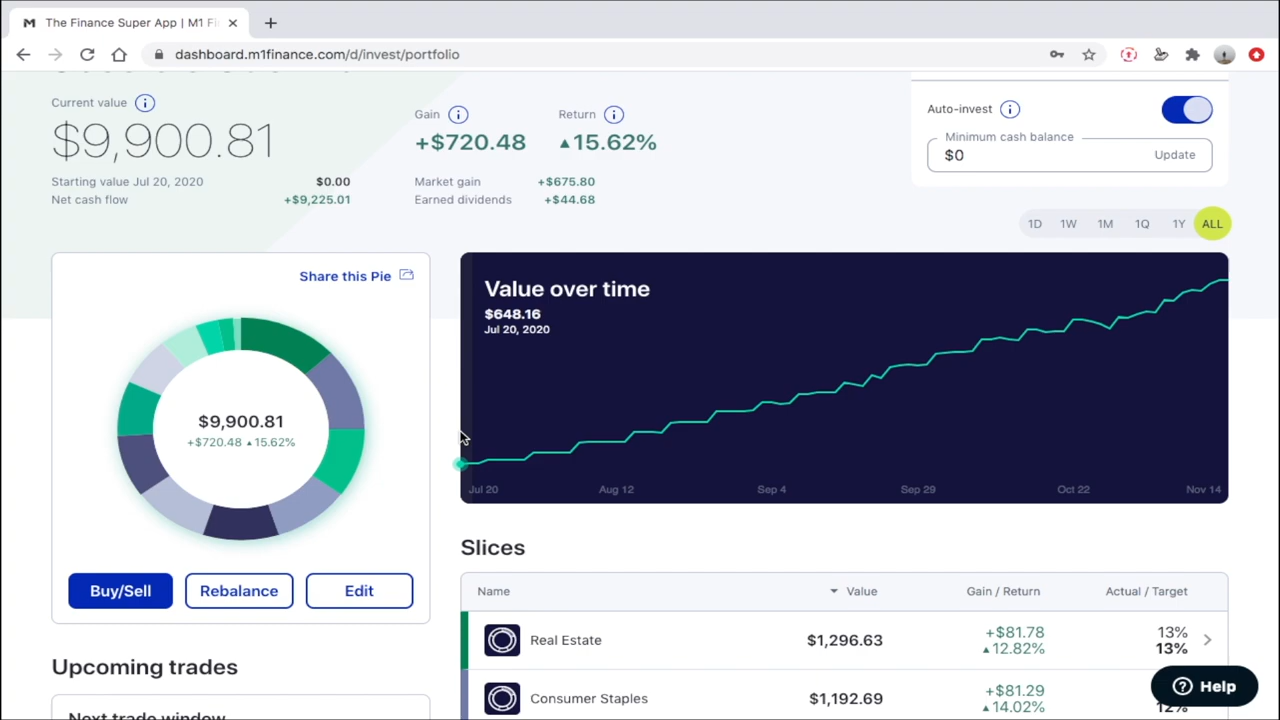 The Finance Super App | M1 Fi
dashboard.m1finance.com/d/invest/portfolio
Current value
$9,900.81
Starting value Jul 20, 2020 $0.00
Net cash flow +$9,225.01
Gain Return
+$720.48 ▲15.62%
Market gain +$675.80
Earned dividends +$44.68
Auto-invest
Minimum cash balance
$0 Update
1D 1W 1M 1Q 1Y ALL
Share this Pie
$9,900.81
+$720.48 ▲15.62%
Buy/Sell Rebalance Edit
Value over time
$648.16
Jul 20, 2020
Jul 20 Aug 12 Sep 4 Sep 29 Oct 22 Nov 14
Slices
Name Value Gain / Return Actual / Target
Real Estate $1,296.63 +$81.78 13%
▲12.82% 13%
Consumer Staples $1,192.69 +$81.29
▲14.02% 12%
Upcoming trades
Next trade window
Help